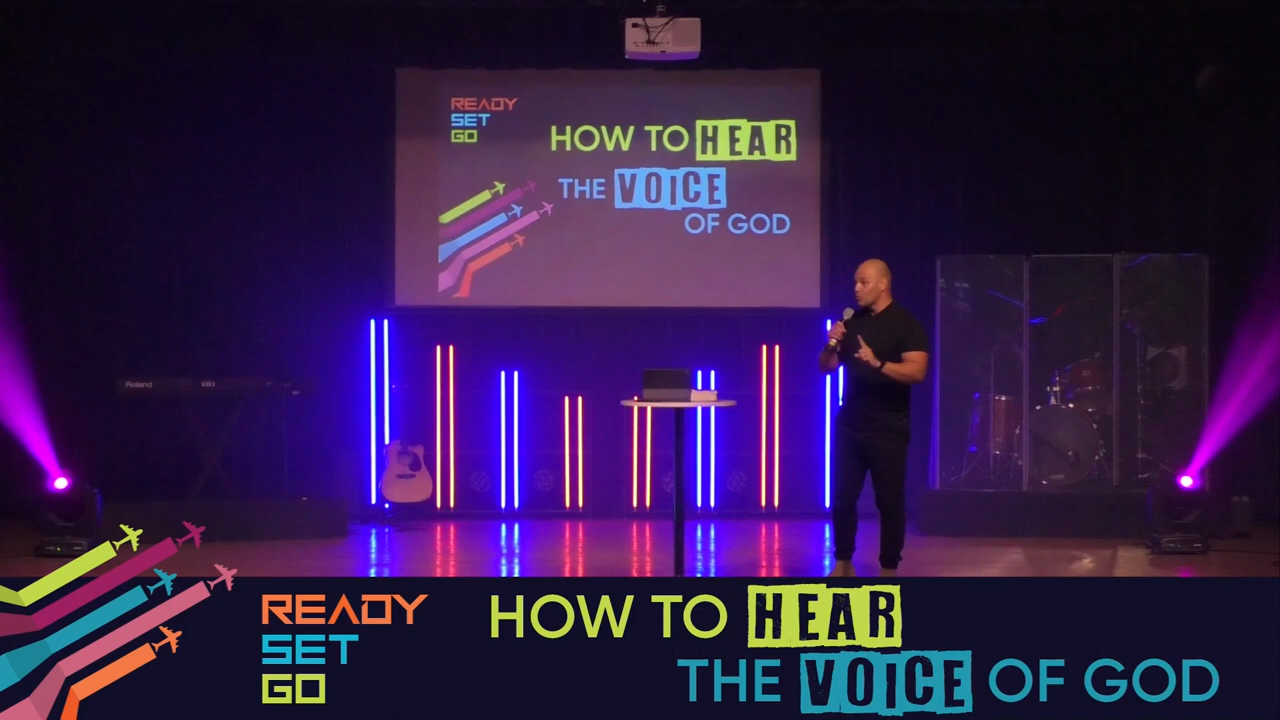 READY
SET
GO
HOW TO HEAR
THE VOICE
OF GOD
Roland
READY
SET
GO
HOW TO HEAR
THE VOICE OF GOD